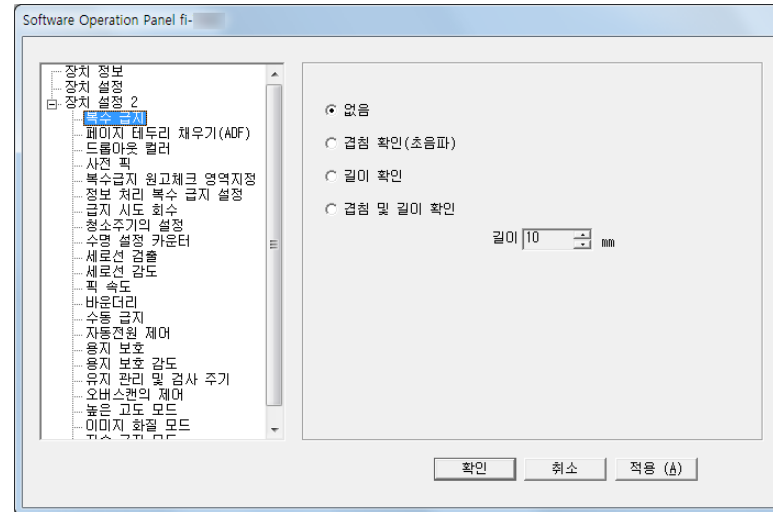 Software Operation Panel fi-
장치 정보
장치 설정
장치 설정 2
복수 급지
페이지 테두리 채우기(ADF)
드롭아웃 컬러
사전 픽
복수급지 원고체크 영역지정
정보 처리 복수 급지 설정
급지 시도 회수
청소주기의 설정
수명 설정 카운터
세로선 검출
세로선 감도
픽 속도
바운더리
수동 급지
자동전원 제어
용지 보호
용지 보호 감도
유지 관리 및 검사 주기
오버스캔의 제어
높은 고도 모드
이미지 화질 모드
없음
겹침 확인(초음파)
길이 확인
겹침 및 길이 확인
길이 10 mm
확인 취소 적용 (A)